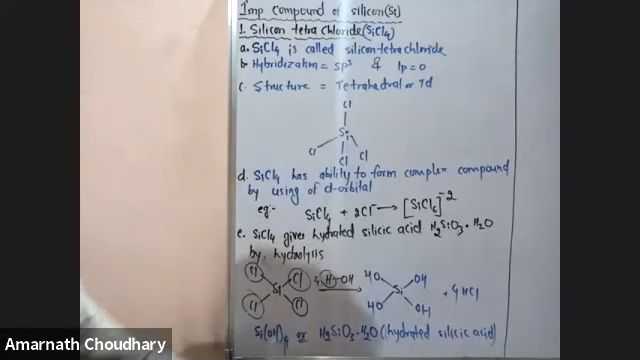 Imp compound of silicon(Si)
1. Silicon tetra Chloride (SiCl4)
a. SiCl4 is called silicon tetra chloride
b. Hybridization = sp³ & lp=0
c. Structure = Tetrahedral or Td
Cl
Si
Cl Cl Cl
d. SiCl4 has ability to form complex compound
by using of d-orbital
eg:- SiCl4 + 2Cl⁻ → [SiCl6]⁻²
e. SiCl4 gives hydrated silicic acid H2SiO3·H2O
by hydrolysis
Cl Cl 4 H-OH HO OH
Si → Si + 4HCl
Cl Cl HO OH
Si(OH)4 or H2SiO3·H2O (hydrated silicic acid)
Amarnath Choudhary